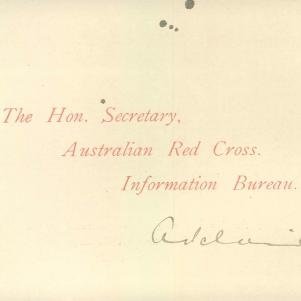 The Hon. Secretary,
Australian Red Cross.
Information Bureau.